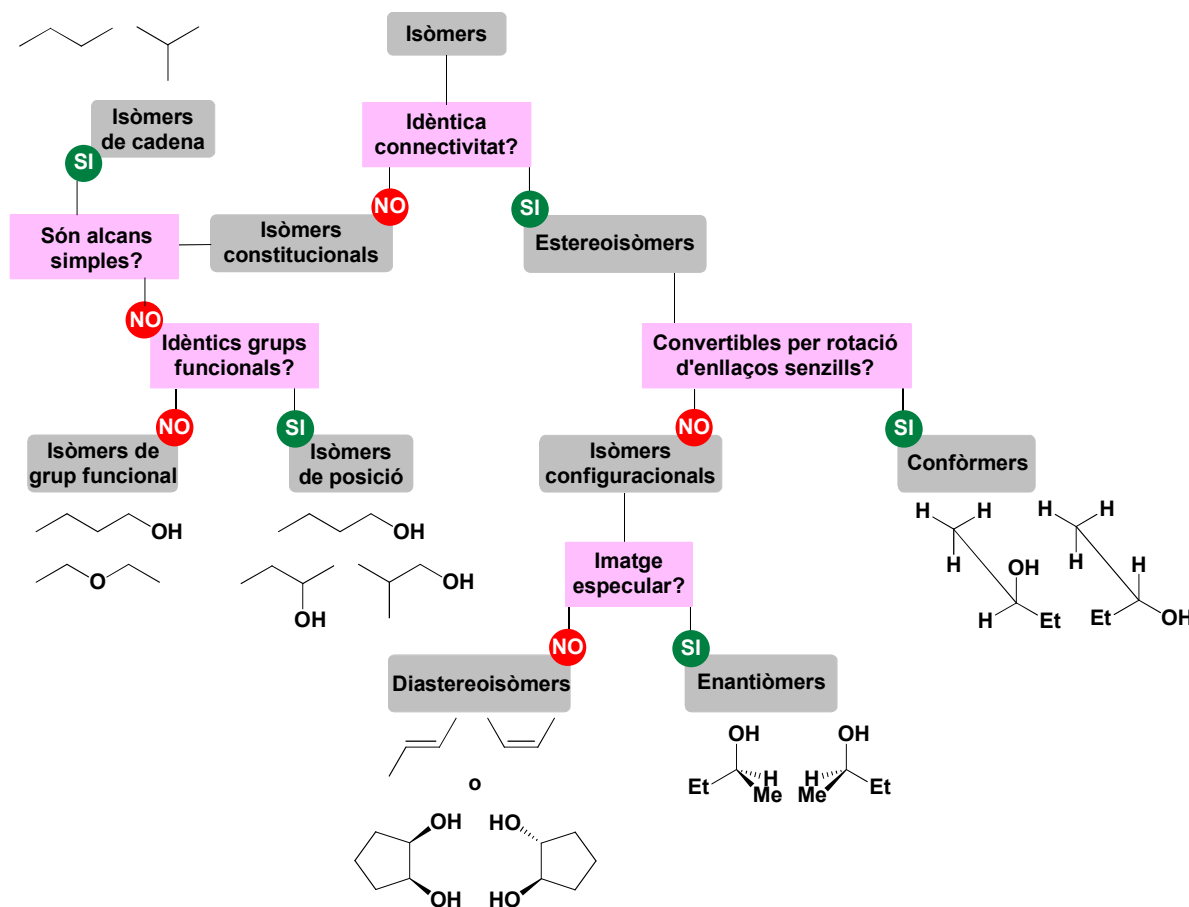 Isòmers
Idèntica
connectivitat?
NO
SI
Isòmers
de cadena
SI
Són alcans
simples?
Isòmers
constitucionals
Estereoisòmers
NO
Idèntics grups
funcionals?
Convertibles per rotació
d'enllaços senzills?
NO
SI
NO
SI
Isòmers de
grup funcional
Isòmers
de posició
Isòmers
configuracionals
Confòmers
OH
O
OH
OH
OH
H H
H
OH
H Et
H H
H
H
Et OH
Imatge
especular?
NO
SI
Diastereoisòmers
Enantiòmers
o
OH
OH
HO
HO
OH
Et H
Me
OH
H Et
Me